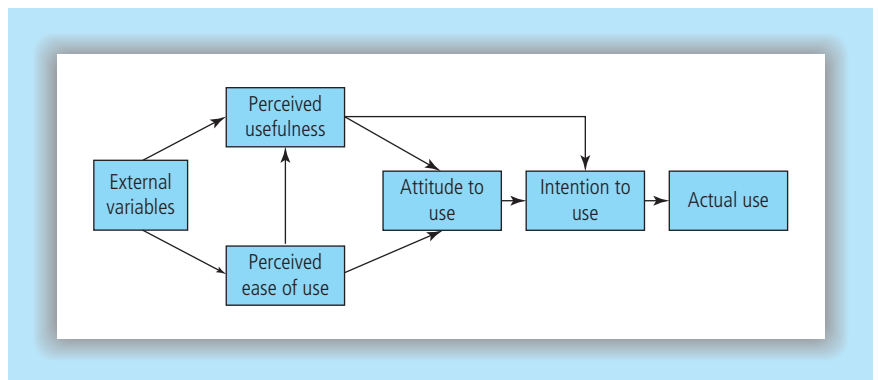 Perceived
usefulness
External
variables
Attitude to
use
Intention to
use
Actual use
Perceived
ease of use